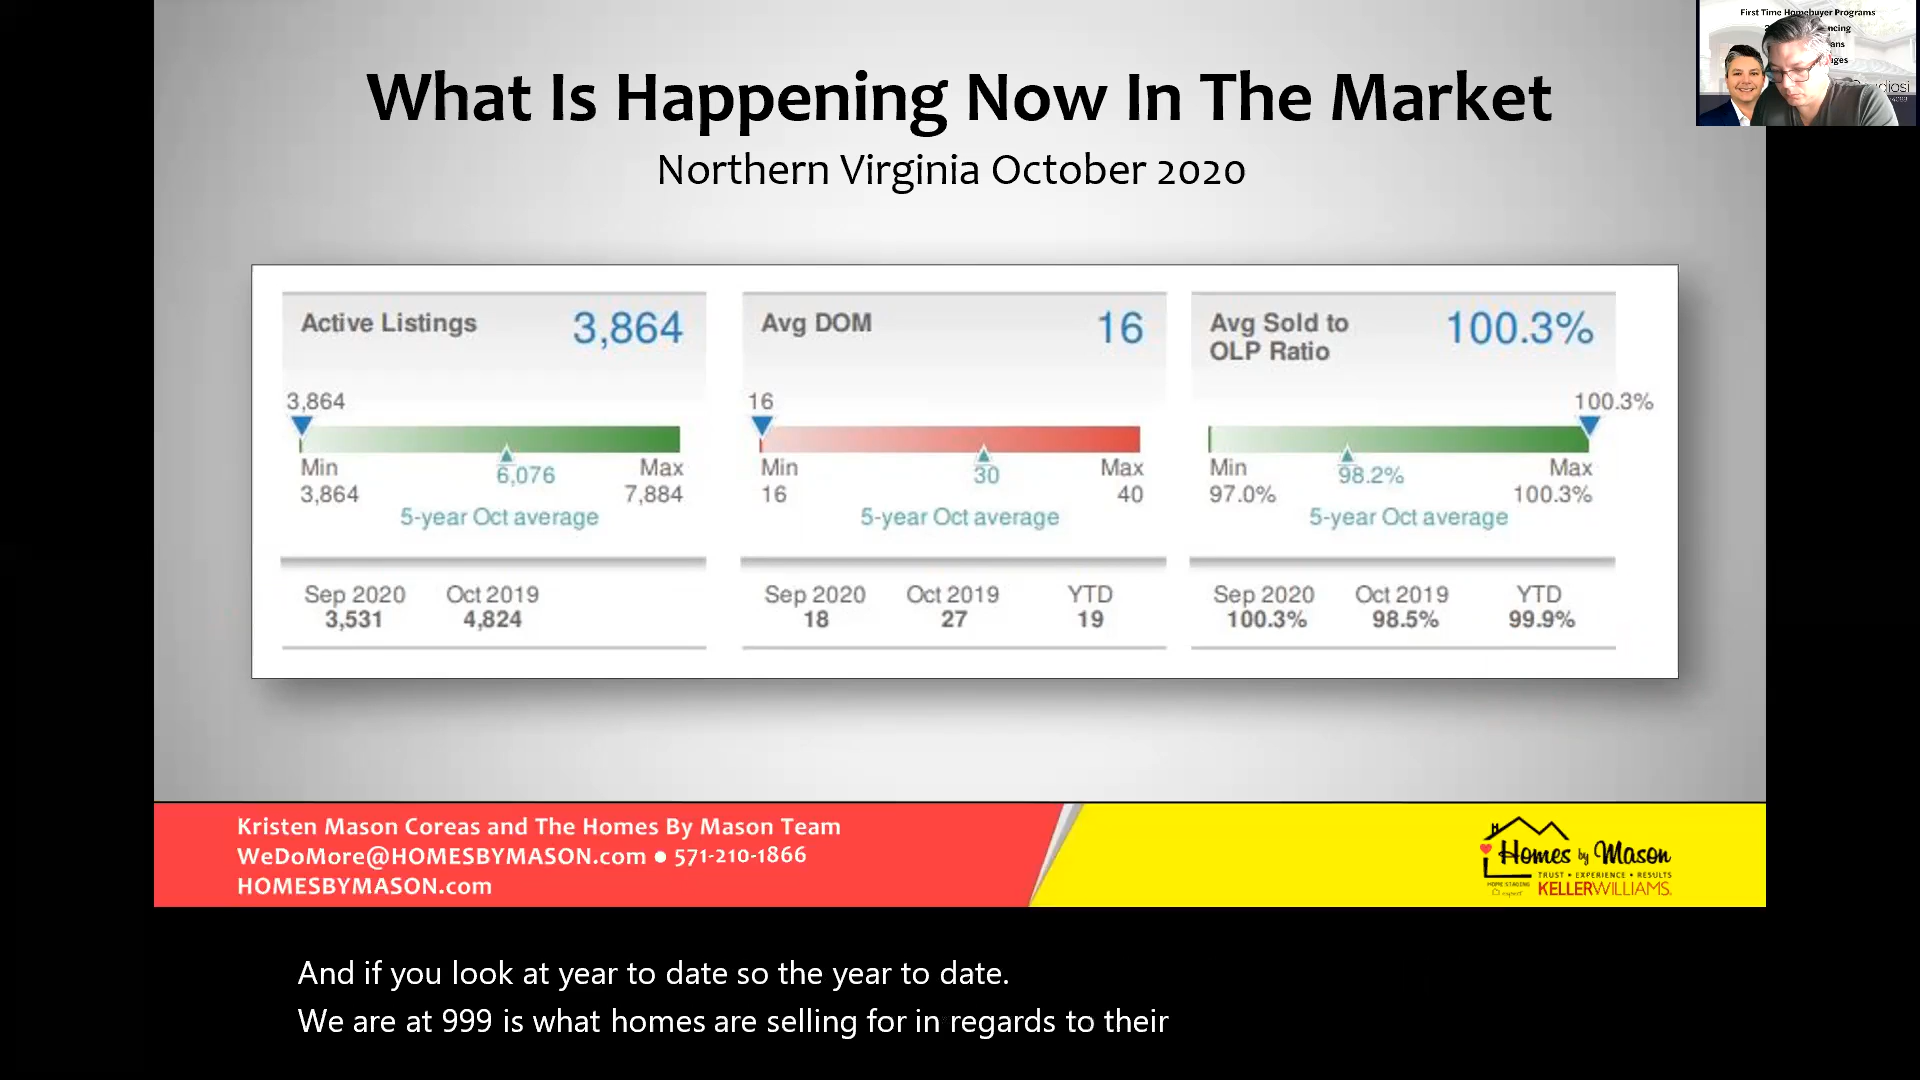 First Time Homebuyer Programs
What Is Happening Now In The Market
Northern Virginia October 2020
Active Listings 3,864
3,864
Min Max
3,864 6,076 7,884
5-year Oct average
Sep 2020 Oct 2019
3,531 4,824
Avg DOM 16
16
Min Max
16 30 40
5-year Oct average
Sep 2020 Oct 2019 YTD
18 27 19
Avg Sold to 100.3%
OLP Ratio
100.3%
Min Max
97.0% 98.2% 100.3%
5-year Oct average
Sep 2020 Oct 2019 YTD
100.3% 98.5% 99.9%
Kristen Mason Coreas and The Homes By Mason Team
WeDoMore@HOMESBYMASON.com ● 571-210-1866
HOMESBYMASON.com
Homes by Mason
TRUST • EXPERIENCE • RESULTS
HOME STAGING
expert
KELLERWILLIAMS.
And if you look at year to date so the year to date.
We are at 999 is what homes are selling for in regards to their